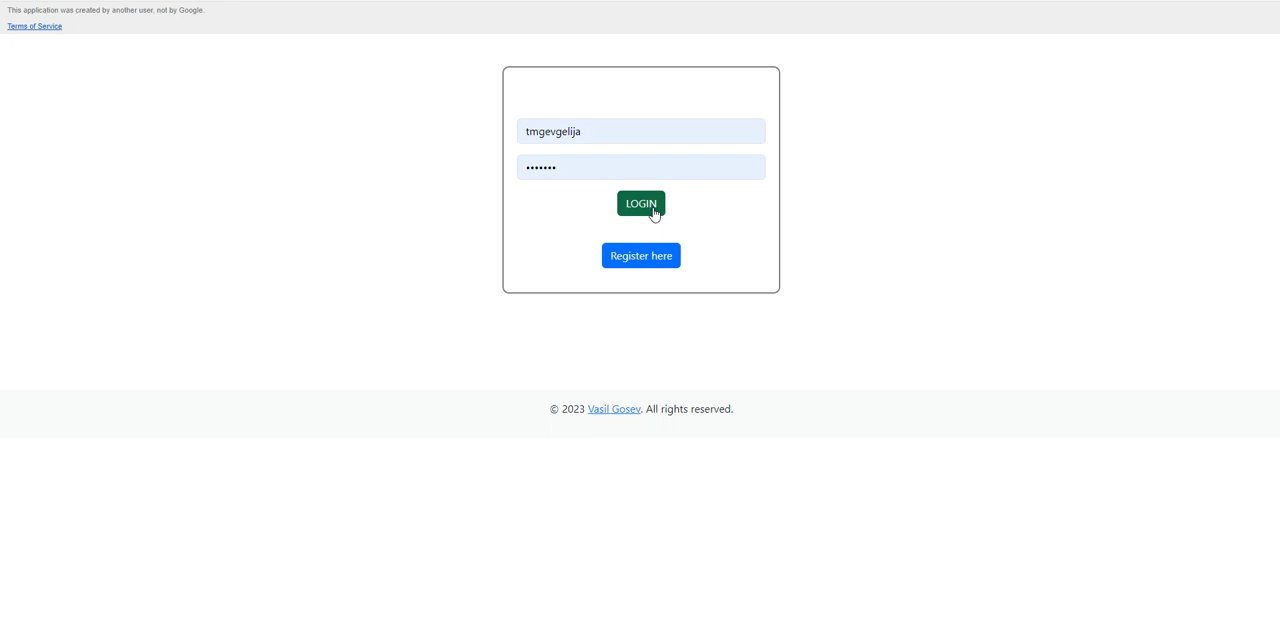 This application was created by another user, not by Google.
Terms of Service
tmgevgelija
•••••••
LOGIN
Register here
© 2023 Vasil Gosev. All rights reserved.